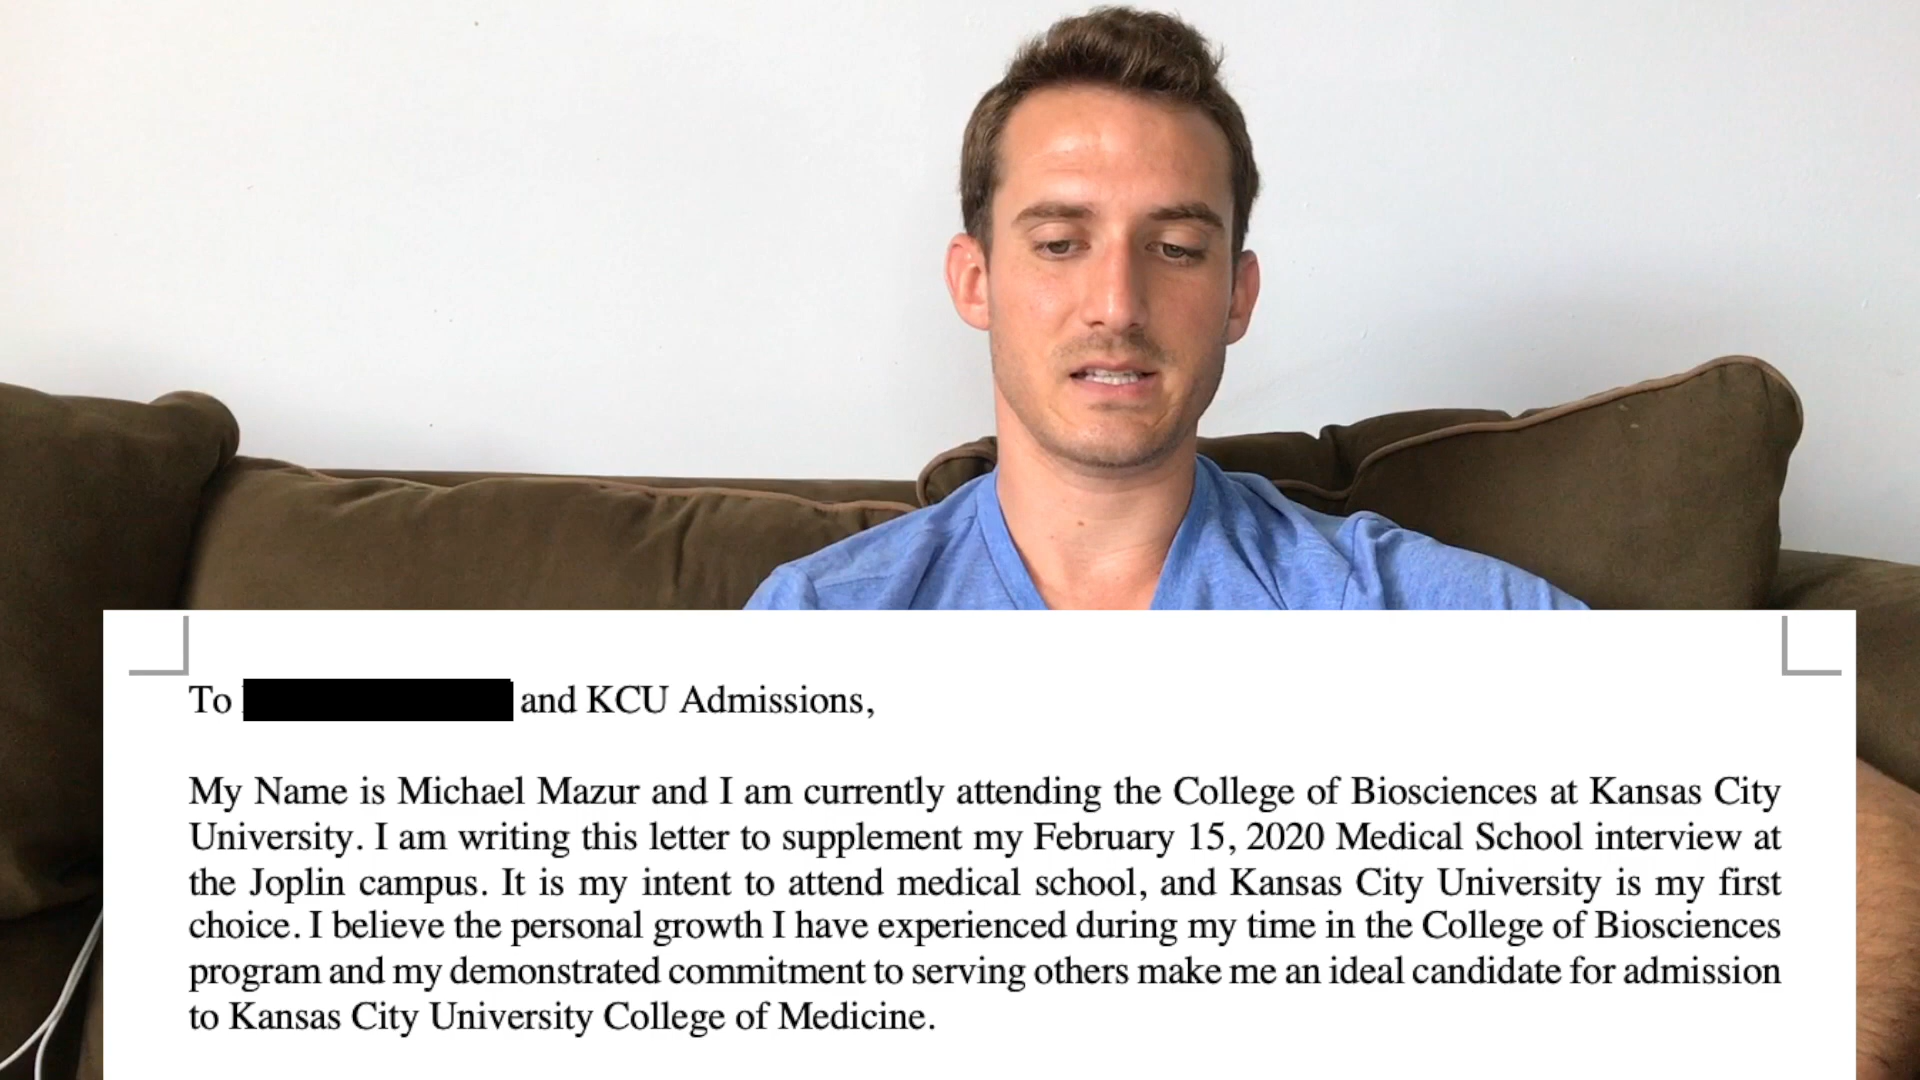 To and KCU Admissions,
My Name is Michael Mazur and I am currently attending the College of Biosciences at Kansas City
University. I am writing this letter to supplement my February 15, 2020 Medical School interview at
the Joplin campus. It is my intent to attend medical school, and Kansas City University is my first
choice. I believe the personal growth I have experienced during my time in the College of Biosciences
program and my demonstrated commitment to serving others make me an ideal candidate for admission
to Kansas City University College of Medicine.